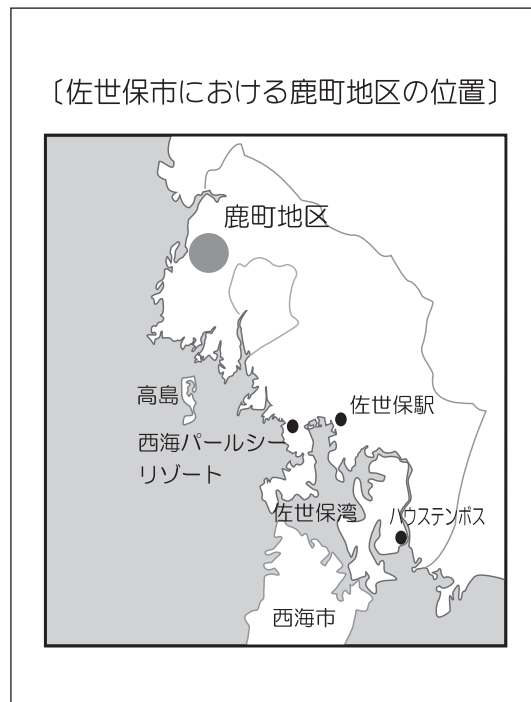 〔佐世保市における鹿町地区の位置〕
鹿町地区
高島
佐世保駅
西海パールシー
リゾート
佐世保湾
ハウステンボス
西海市